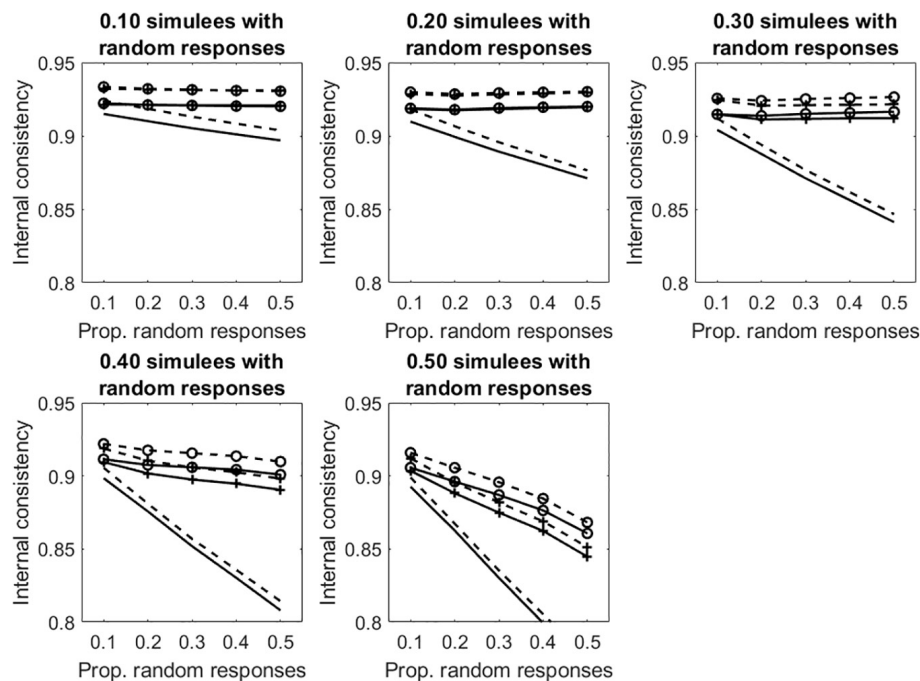 0.10 simulees with
random responses
0.95
0.9
0.85
0.8
Internal consistency
0.1 0.2 0.3 0.4 0.5
Prop. random responses
0.20 simulees with
random responses
0.95
0.9
0.85
0.8
Internal consistency
0.1 0.2 0.3 0.4 0.5
Prop. random responses
0.30 simulees with
random responses
0.95
0.9
0.85
0.8
Internal consistency
0.1 0.2 0.3 0.4 0.5
Prop. random responses
0.40 simulees with
random responses
0.95
0.9
0.85
0.8
Internal consistency
0.1 0.2 0.3 0.4 0.5
Prop. random responses
0.50 simulees with
random responses
0.95
0.9
0.85
0.8
Internal consistency
0.1 0.2 0.3 0.4 0.5
Prop. random responses